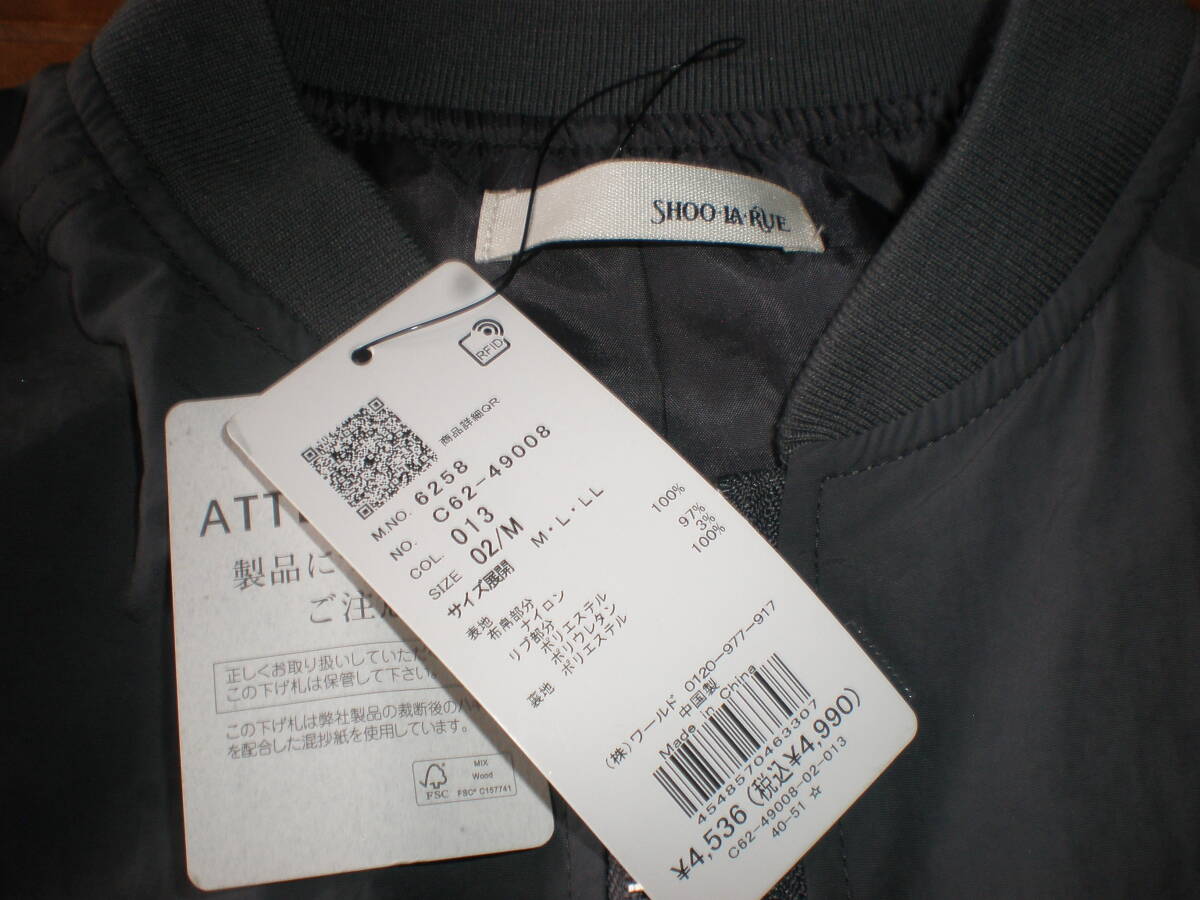 SHOO·LA·RUE
RFID
商品詳細QR
M.NO. 6258
NO. C62-49008
COL. 013
SIZE 02/M
サイズ展開 M・L・LL
表地
布帛部分
ナイロン 100%
リブ部分
ポリエステル 97%
ポリウレタン 3%
裏地 ポリエステル 100%
(株)ワールド 0120-977-917
中国製
Made in China
4548570463307
¥4,536 (税込¥4,990)
C62-49008-02-013
40-51 ☆
製品に
正しくお取り扱いしていただ
この下げ札は保管して下さい
この下げ札は弊社製品の裁断後の
を配合した混抄紙を使用しています。
FSC
MIX
Wood
FSC® C157741